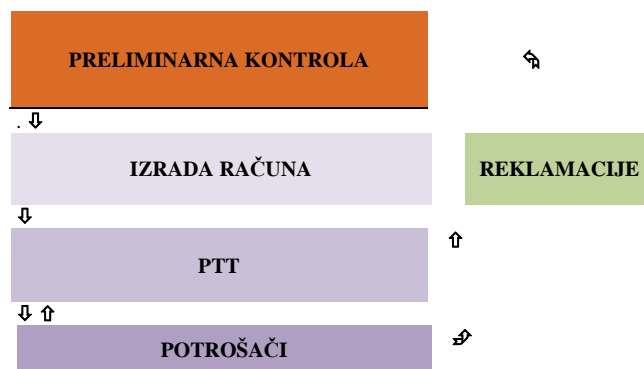 PRELIMINARNA KONTROLA
.
IZRADA RAČUNA
REKLAMACIJE
PTT
POTROŠAČI